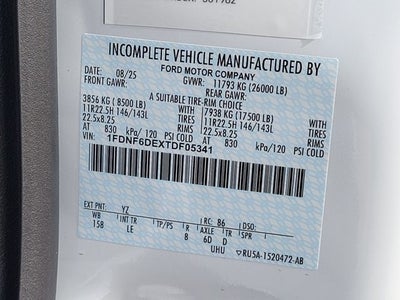 INCOMPLETE VEHICLE MANUFACTURED BY
FORD MOTOR COMPANY
08/25 GVWR: 11793 KG (26000 LB)
FRONT GAWR: REAR GAWR:
A SUITABLE TIRE-RIM CHOICE
3856 KG (8500 LB) WITH 7938 KG (17500 LB) WITH
11R22.5H 146/143L TIRES 11R22.5H 146/143L TIRES
22.5x8.25 RIMS 22.5x8.25 RIMS
AT 830 kPa/120 PSI COLD AT 830 kPa/120 PSI COLD
VIN: 1FDNF6DEXTDF05341
EXT PNT: YZ RC: 86 DSO:
WB INT TR TP/PS R AX
158 LE 8 6D D
UHU RU5A-1520472-AB